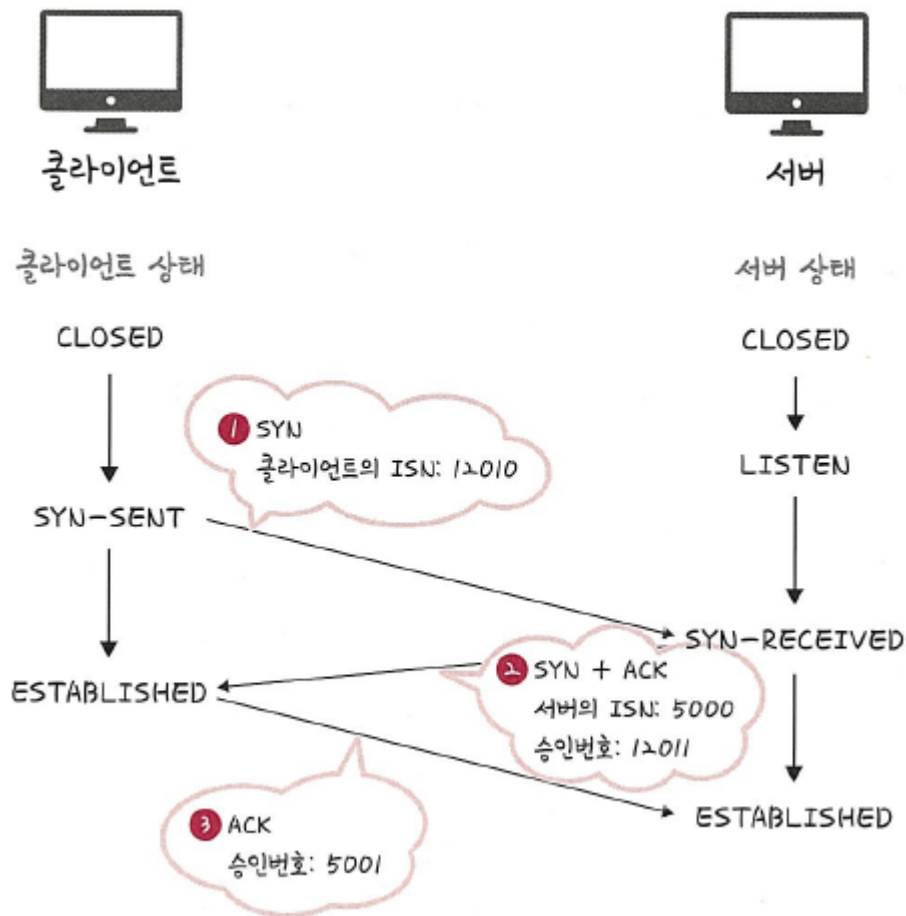 클라이언트
서버
클라이언트 상태
서버 상태
CLOSED
CLOSED
1 SYN
클라이언트의 ISN: 12010
LISTEN
SYN-SENT
SYN-RECEIVED
2 SYN + ACK
서버의 ISN: 5000
승인번호: 12011
ESTABLISHED
ESTABLISHED
3 ACK
승인번호: 5001